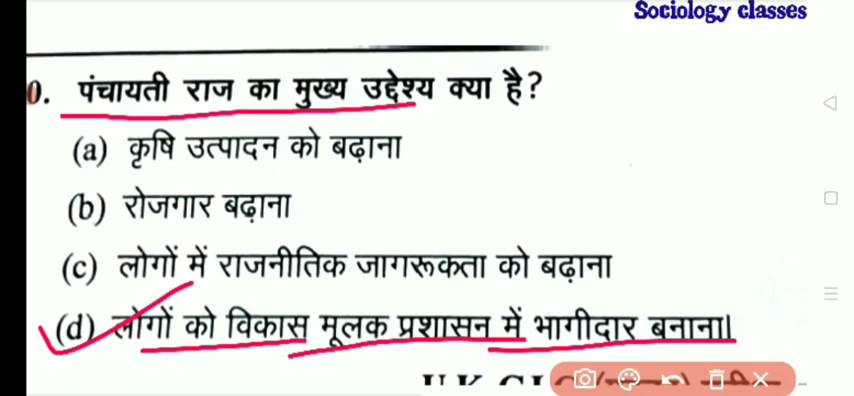 Sociology classes
0. पंचायती राज का मुख्य उद्देश्य क्या है?
(a) कृषि उत्पादन को बढ़ाना
(b) रोजगार बढ़ाना
(c) लोगों में राजनीतिक जागरूकता को बढ़ाना
(d) लोगों को विकास मूलक प्रशासन में भागीदार बनाना।